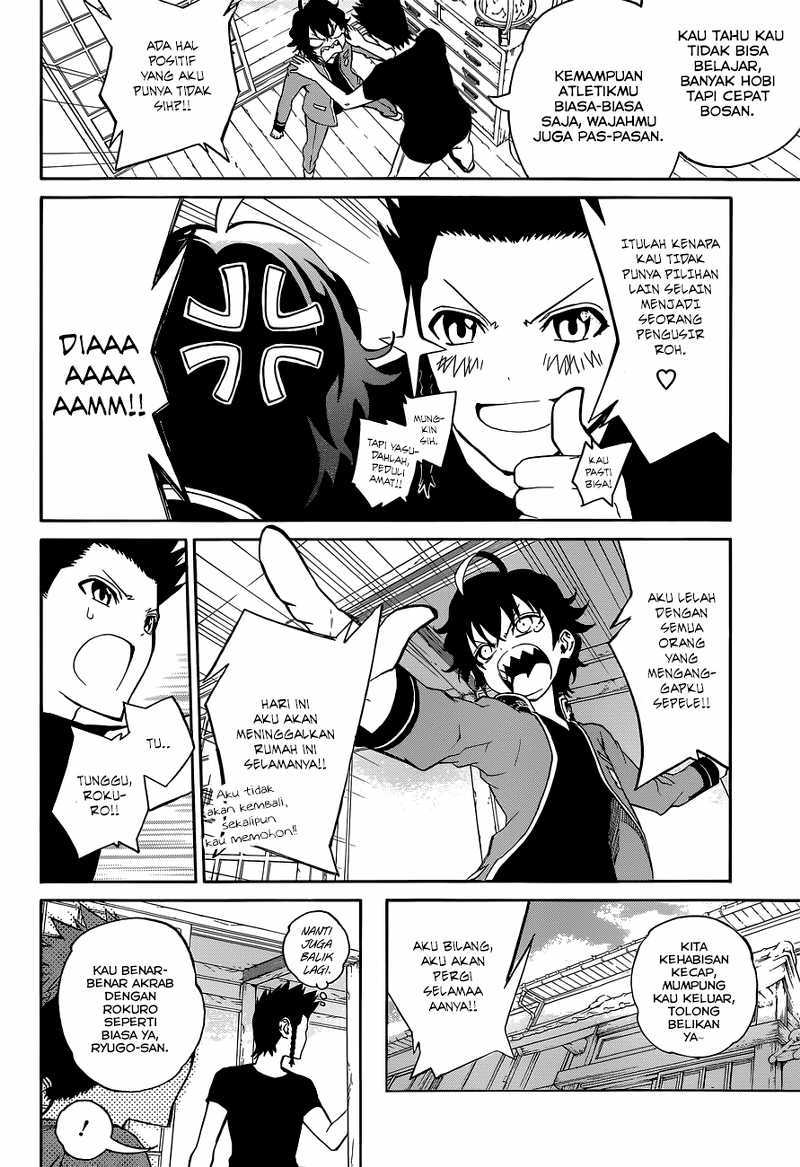 KAU TAHU KAU
TIDAK BISA
BELAJAR,
BANYAK HOBI
TAPI CEPAT
BOSAN.
KEMAMPUAN
ATLETIKMU
BIASA-BIASA
SAJA, WAJAHMU
JUGA PAS-PASAN.
ADA HAL
POSITIF
YANG AKU
PUNYA TIDAK
SIH?!!
ITULAH KENAPA
KAU TIDAK
PUNYA PILIHAN
LAIN SELAIN
MENJADI
SEORANG
PENGUSIR
ROH.
♡
KAU
PASTI
BISA!
MUNG-
KIN
SIH.
TAPI YASU-
DAHLAH,
PEDULI
AMAT!!
DIAAA
AAAA
AAMM!!
AKU LELAH
DENGAN
SEMUA
ORANG
YANG
MENGANG-
GAPKU
SEPELE!!
HARI INI
AKU AKAN
MENINGGALKAN
RUMAH INI
SELAMANYA!!
Aku tidak
akan kembali,
sekalipun
kau memohon!!
TU..
TUNGGU,
ROKU-
RO!!
KITA
KEHABISAN
KECAP,
MUMPUNG
KAU KELUAR,
TOLONG
BELIKAN
YA~
AKU BILANG,
AKU AKAN
PERGI
SELAMAA
AANYA!!
NANTI
JUGA
BALIK
LAGI.
KAU BENAR-
BENAR AKRAB
DENGAN
ROKURO
SEPERTI
BIASA YA,
RYUGO-SAN.
!